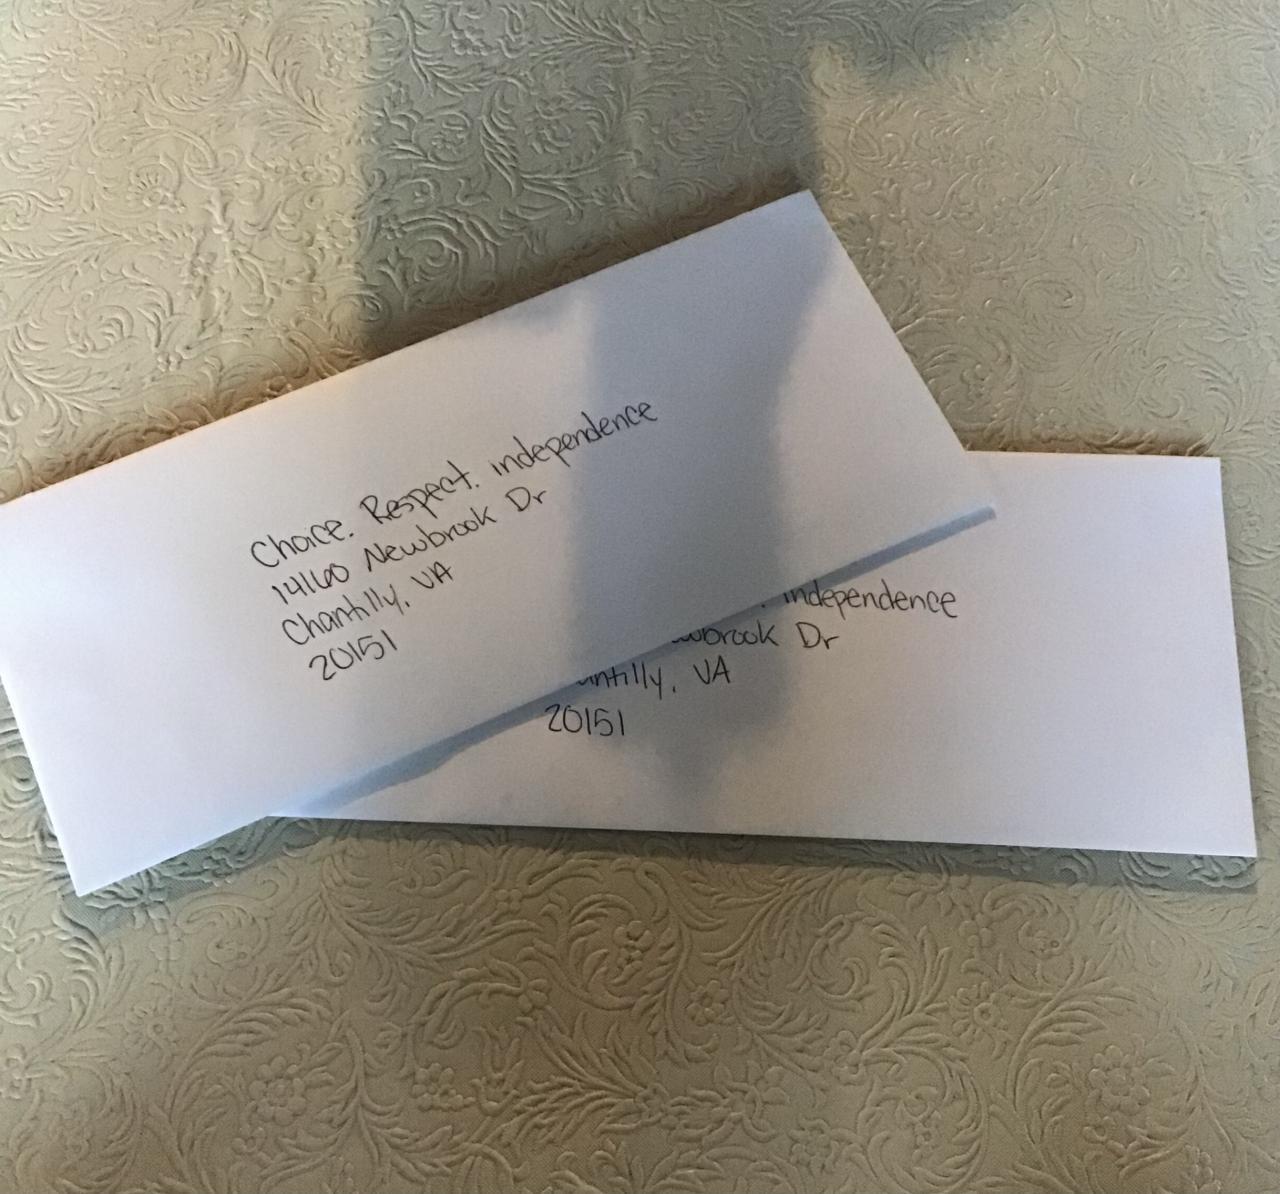 Choice. Respect. independence
14160 Newbrook Dr
Chantilly, VA
20151
independence
Dr
VA
20151